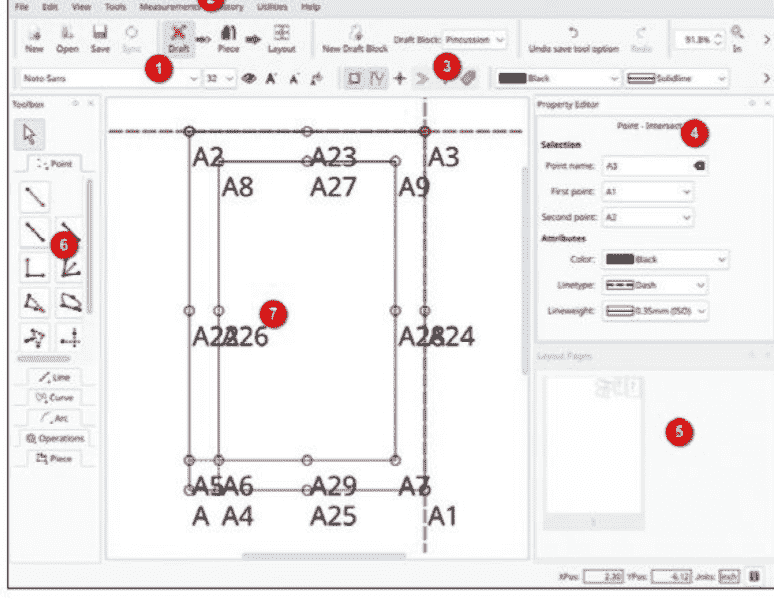 File Edit View Tools Measurements 2 History Utilities Help
New Open Save Sync Draft Piece Layout New Draft Block Draft Block: Percussion Undo save tool option Redo 91.8% In
1 3
Noto Sans 32 Black Subdline
Toolbox Property Editor
Point - Intersect 4
Selection
Point Point name: A3
First point: A1
Second point: A2
Attributes
Color: Black
Linetype: Dash
Lineweight: 0.35mm (ISO)
6
A2 A23 A3
A8 A27 A9
7
A26 A28 A24
Layout Pages
5
Line
Curve
Arc
Operations
Piece
A5 A6 A29 A7
A A4 A25 A1
XPos: 2.30 YPos: -6.12 Inch